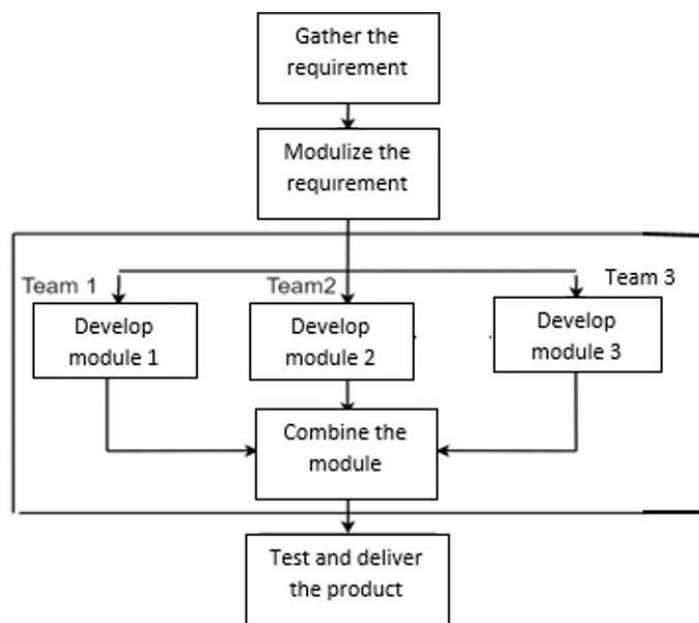 Gather the
requirement
Modulize the
requirement
Team 1
Team2
Team 3
Develop
module 1
Develop
module 2
Develop
module 3
Combine the
module
Test and deliver
the product